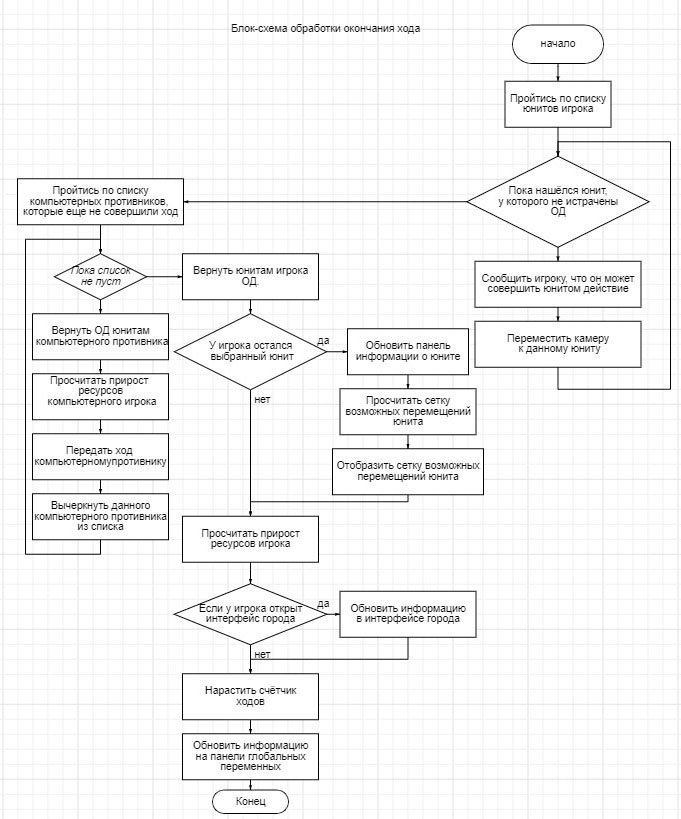 Блок-схема обработки окончания хода
начало
Пройтись по списку
юнитов игрока
Пока нашёлся юнит,
у которого не истрачены
ОД
Сообщить игроку, что он может
совершить юнитом действие
Переместить камеру
к данному юниту
Пройтись по списку
компьютерных противников,
которые еще не совершили ход
Пока список
не пуст
Вернуть ОД юнитам
компьютерного противника
Просчитать прирост
ресурсов
компьютерного игрока
Передать ход
компьютерномупротивнику
Вычеркнуть данного
компьютерного противника
из списка
Вернуть юнитам игрока
ОД.
У игрока остался
выбранный юнит
да
Обновить панель
информации о юните
Просчитать сетку
возможных перемещений
юнита
Отобразить сетку возможных
перемещений юнита
нет
Просчитать прирост
ресурсов игрока
Если у игрока открыт
интерфейс города
да
Обновить информацию
в интерфейсе города
нет
Нарастить счётчик
ходов
Обновить информацию
на панели глобальных
переменных
Конец